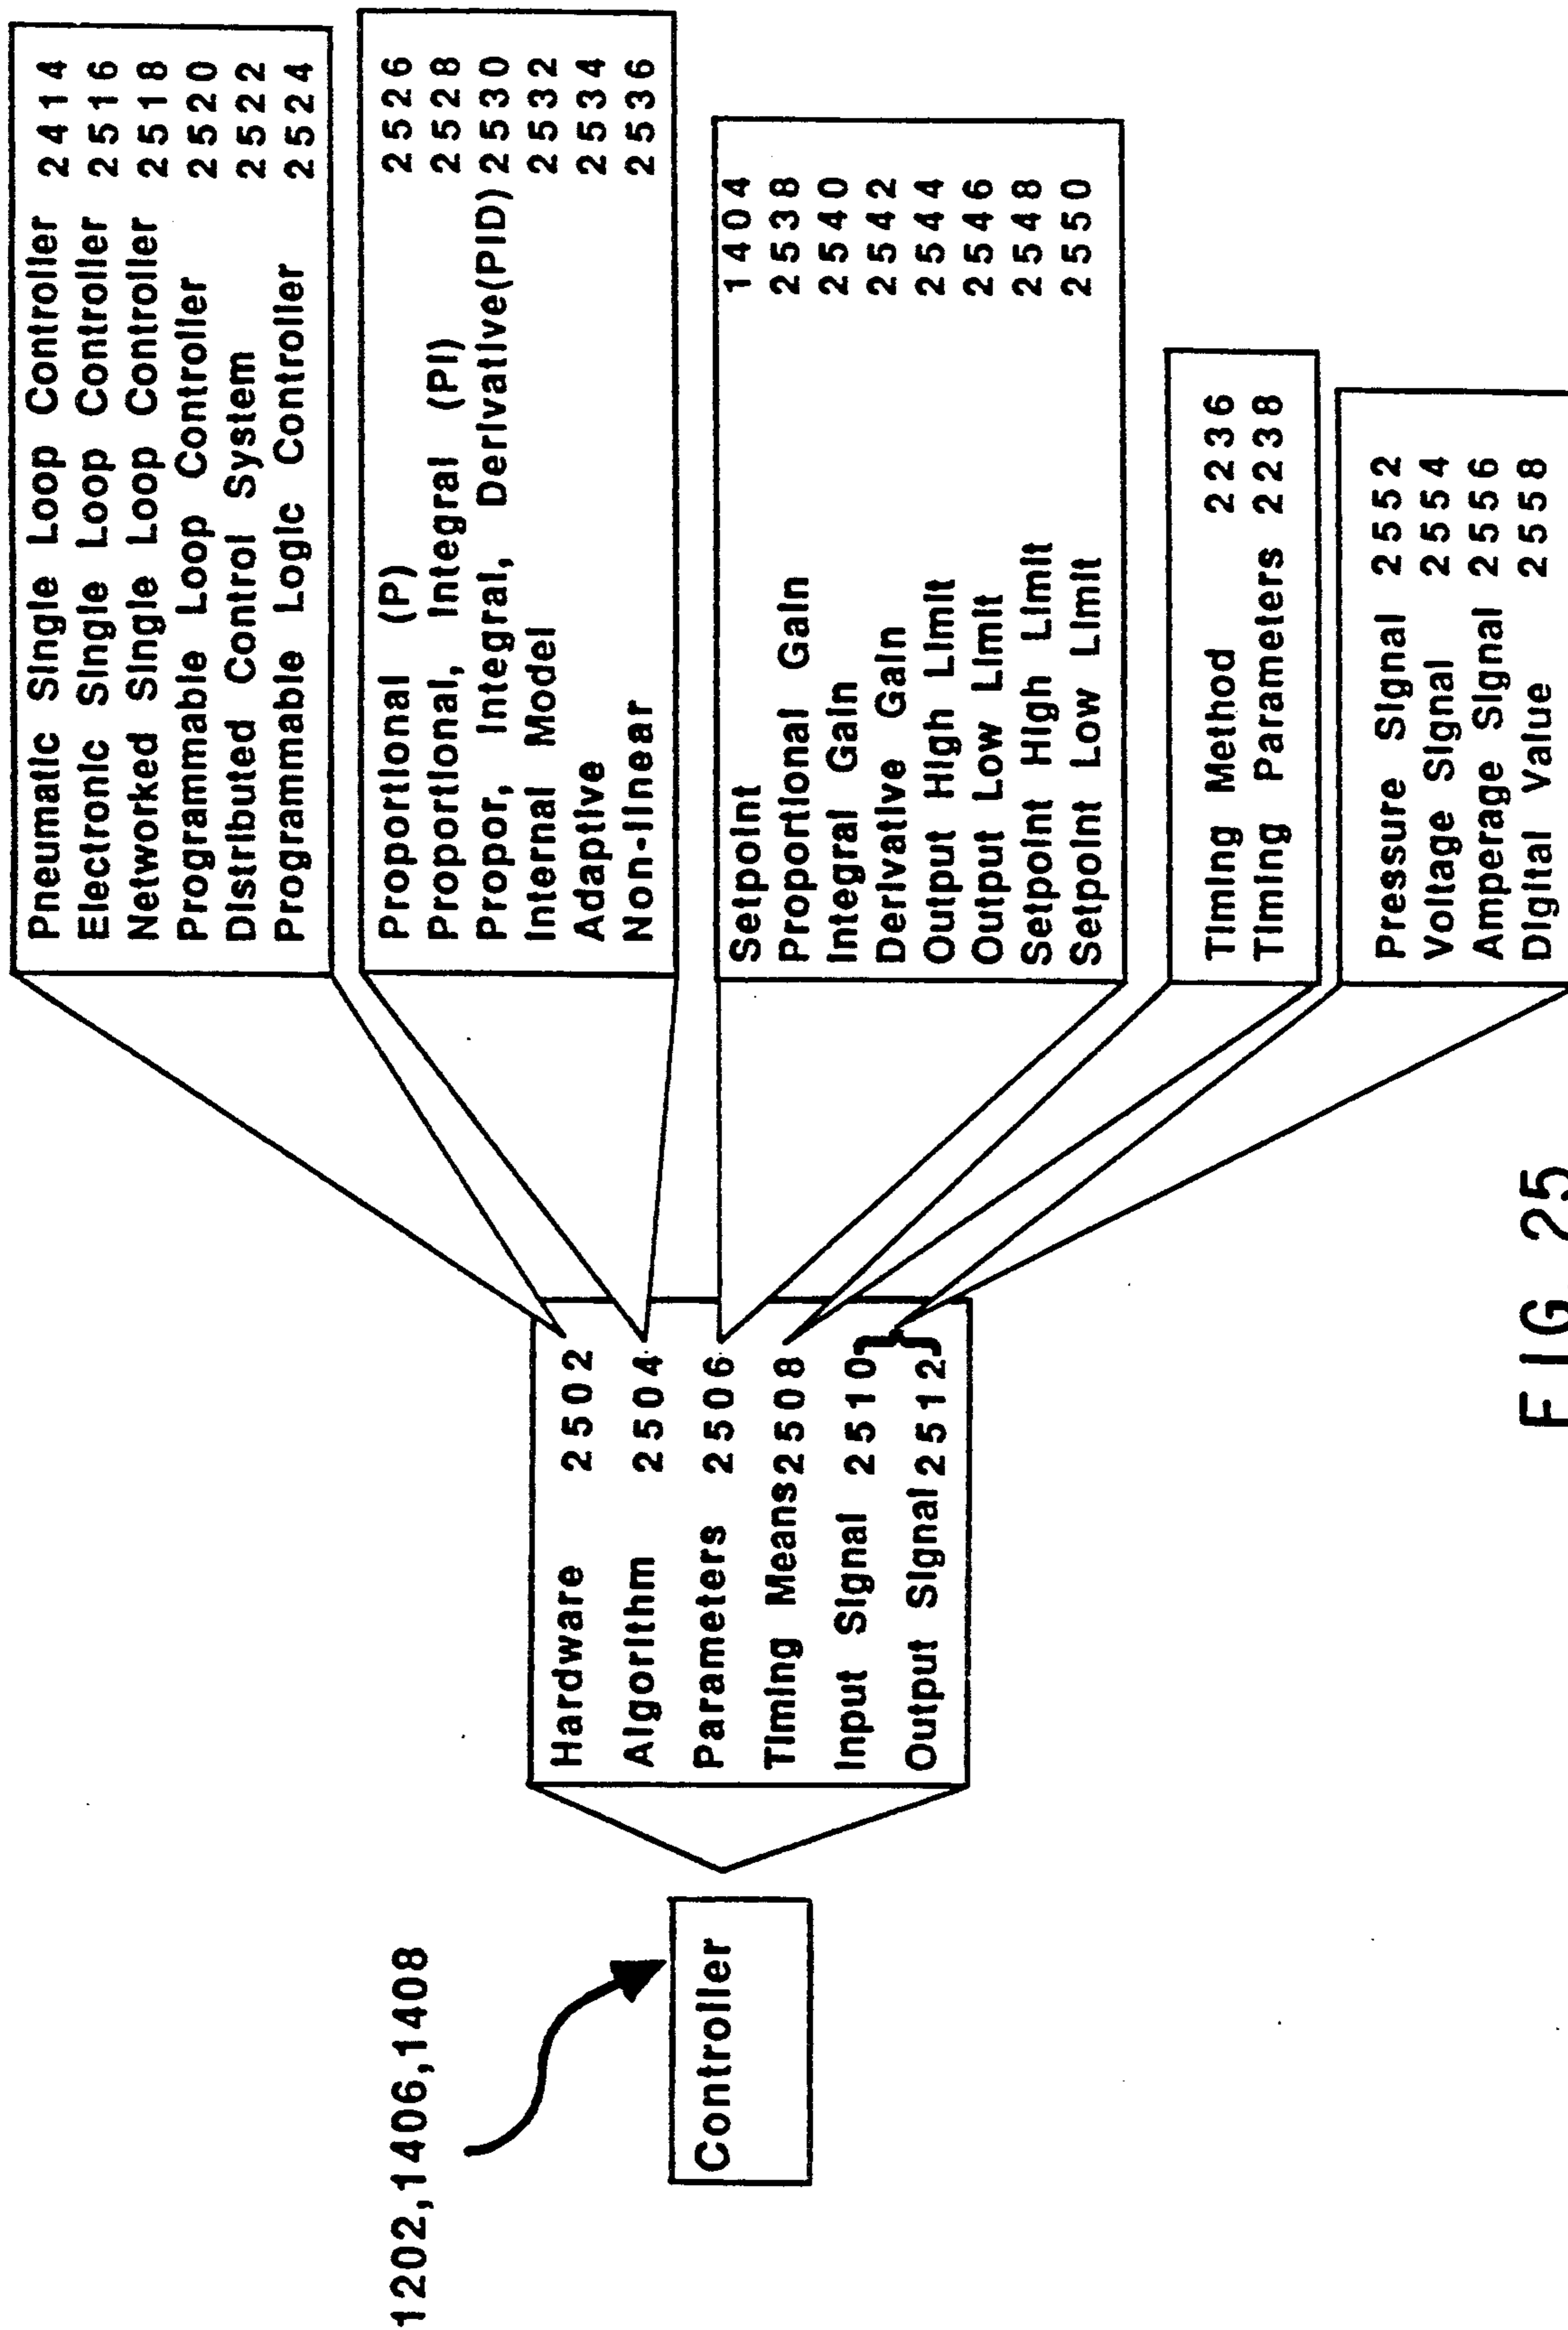 1202,1406,1408
Controller
Hardware 2502
Algorithm 2504
Parameters 2506
Timing Means 2508
Input Signal 2510
Output Signal 2512
Pneumatic Single Loop Controller 2414
Electronic Single Loop Controller 2516
Networked Single Loop Controller 2518
Programmable Loop Controller 2520
Distributed Control System 2522
Programmable Logic Controller 2524
Proportional (P) 2526
Proportional, Integral (PI) 2528
Propor, Integral, Derivative(PID) 2530
Internal Model 2532
Adaptive 2534
Non-linear 2536
Setpoint 1404
Proportional Gain 2538
Integral Gain 2540
Derivative Gain 2542
Output High Limit 2544
Output Low Limit 2546
Setpoint High Limit 2548
Setpoint Low Limit 2550
Timing Method 2236
Timing Parameters 2238
Pressure Signal 2552
Voltage Signal 2554
Amperage Signal 2556
Digital Value 2558
FIG 25